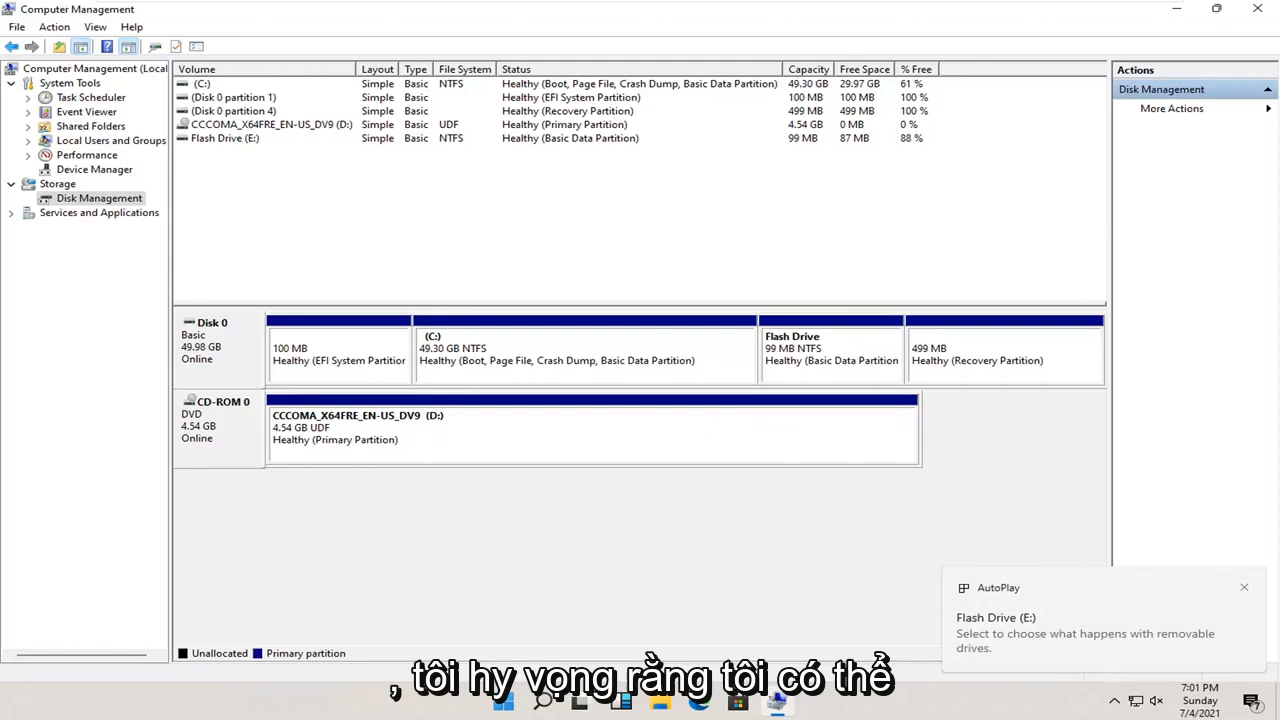 Computer Management
File Action View Help
Computer Management (Local
System Tools
Task Scheduler
Event Viewer
Shared Folders
Local Users and Groups
Performance
Device Manager
Storage
Disk Management
Services and Applications
Volume Layout Type File System Status Capacity Free Space % Free
(C:) Simple Basic NTFS Healthy (Boot, Page File, Crash Dump, Basic Data Partition) 49.30 GB 29.97 GB 61 %
(Disk 0 partition 1) Simple Basic Healthy (EFI System Partition) 100 MB 100 MB 100 %
(Disk 0 partition 4) Simple Basic Healthy (Recovery Partition) 499 MB 499 MB 100 %
CCCOMA_X64FRE_EN-US_DV9 (D:) Simple Basic UDF Healthy (Primary Partition) 4.54 GB 0 MB 0 %
Flash Drive (E:) Simple Basic NTFS Healthy (Basic Data Partition) 99 MB 87 MB 88 %
Actions
Disk Management
More Actions
Disk 0
Basic
49.98 GB
Online
100 MB
Healthy (EFI System Partitior
(C:)
49.30 GB NTFS
Healthy (Boot, Page File, Crash Dump, Basic Data Partition)
Flash Drive
99 MB NTFS
Healthy (Basic Data Partition
499 MB
Healthy (Recovery Partition)
CD-ROM 0
DVD
4.54 GB
Online
CCCOMA_X64FRE_EN-US_DV9 (D:)
4.54 GB UDF
Healthy (Primary Partition)
AutoPlay
Flash Drive (E:)
Select to choose what happens with removable
drives.
Unallocated Primary partition
, tôi hy vọng rằng tôi có thể
7:01 PM
Sunday
7/4/2021
7